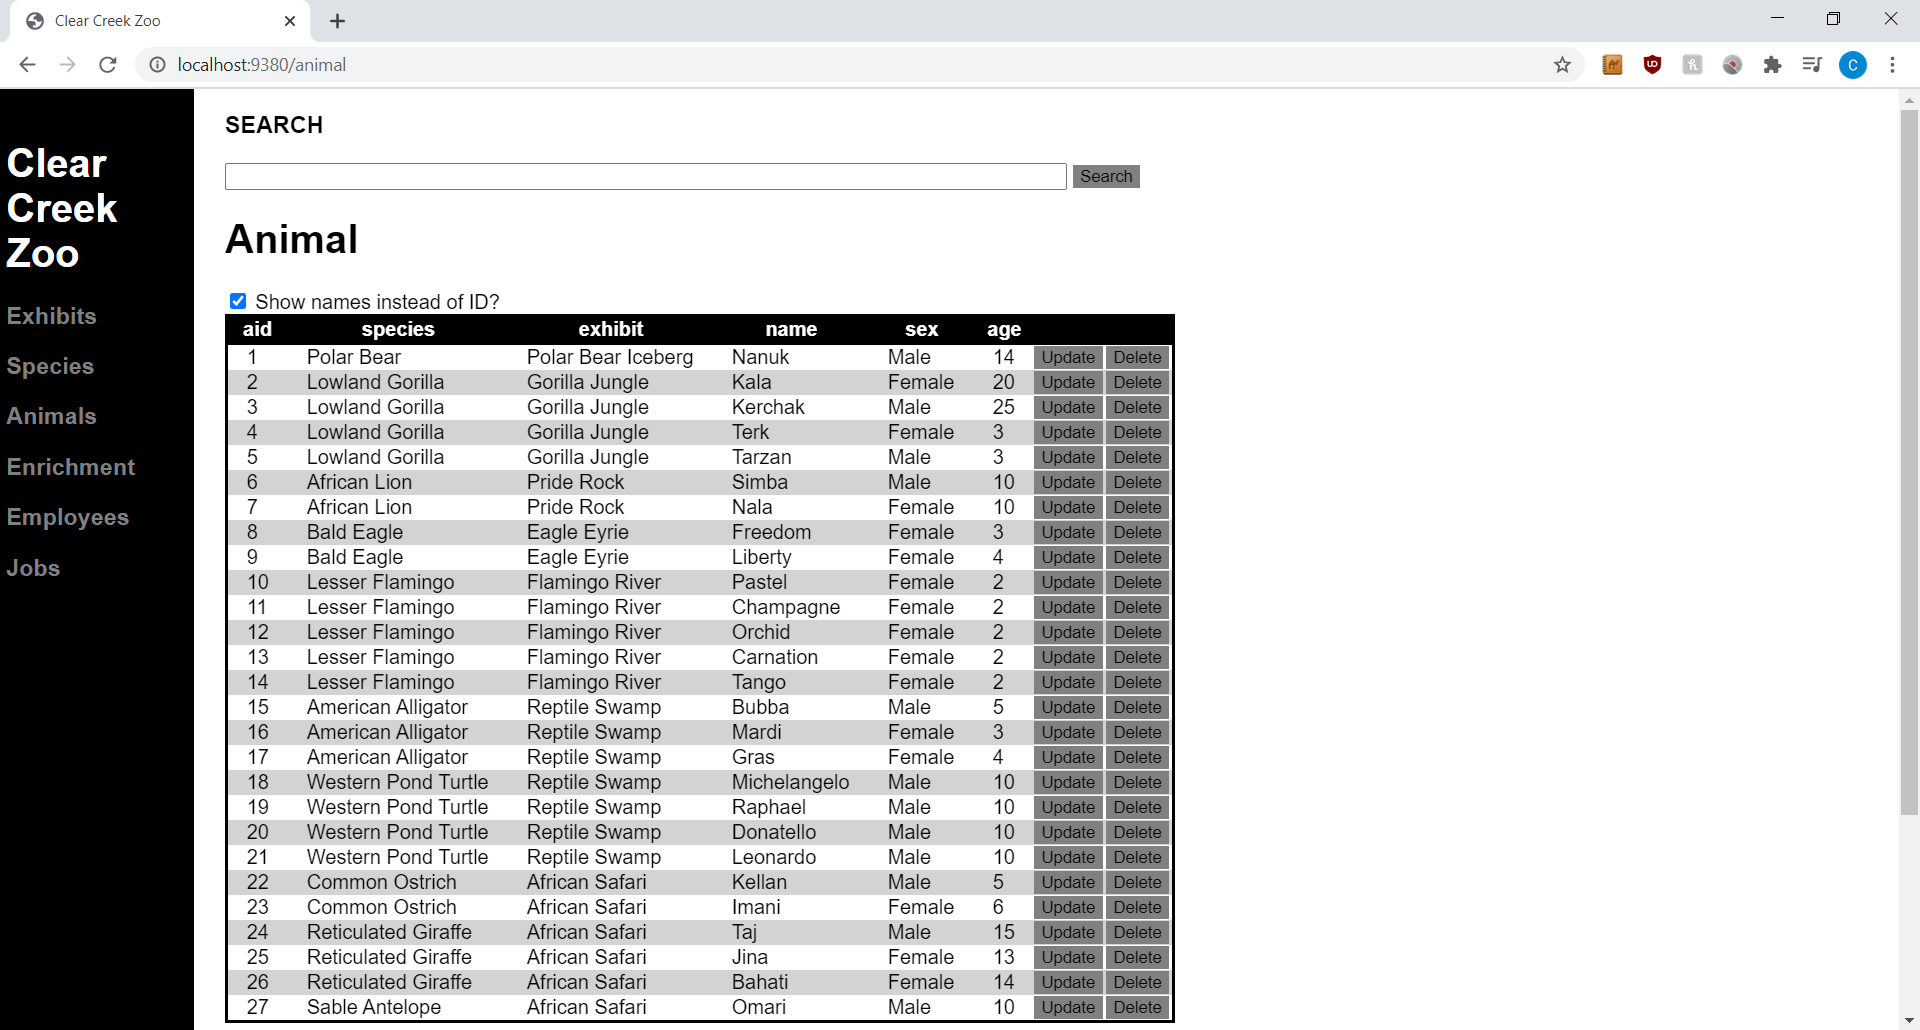 Clear Creek Zoo
localhost:9380/animal
C
Clear
Creek
Zoo
Exhibits
Species
Animals
Enrichment
Employees
Jobs
SEARCH
Search
Animal
Show names instead of ID?
aid species exhibit name sex age
1 Polar Bear Polar Bear Iceberg Nanuk Male 14 Update Delete
2 Lowland Gorilla Gorilla Jungle Kala Female 20 Update Delete
3 Lowland Gorilla Gorilla Jungle Kerchak Male 25 Update Delete
4 Lowland Gorilla Gorilla Jungle Terk Female 3 Update Delete
5 Lowland Gorilla Gorilla Jungle Tarzan Male 3 Update Delete
6 African Lion Pride Rock Simba Male 10 Update Delete
7 African Lion Pride Rock Nala Female 10 Update Delete
8 Bald Eagle Eagle Eyrie Freedom Female 3 Update Delete
9 Bald Eagle Eagle Eyrie Liberty Female 4 Update Delete
10 Lesser Flamingo Flamingo River Pastel Female 2 Update Delete
11 Lesser Flamingo Flamingo River Champagne Female 2 Update Delete
12 Lesser Flamingo Flamingo River Orchid Female 2 Update Delete
13 Lesser Flamingo Flamingo River Carnation Female 2 Update Delete
14 Lesser Flamingo Flamingo River Tango Female 2 Update Delete
15 American Alligator Reptile Swamp Bubba Male 5 Update Delete
16 American Alligator Reptile Swamp Mardi Female 3 Update Delete
17 American Alligator Reptile Swamp Gras Female 4 Update Delete
18 Western Pond Turtle Reptile Swamp Michelangelo Male 10 Update Delete
19 Western Pond Turtle Reptile Swamp Raphael Male 10 Update Delete
20 Western Pond Turtle Reptile Swamp Donatello Male 10 Update Delete
21 Western Pond Turtle Reptile Swamp Leonardo Male 10 Update Delete
22 Common Ostrich African Safari Kellan Male 5 Update Delete
23 Common Ostrich African Safari Imani Female 6 Update Delete
24 Reticulated Giraffe African Safari Taj Male 15 Update Delete
25 Reticulated Giraffe African Safari Jina Female 13 Update Delete
26 Reticulated Giraffe African Safari Bahati Female 14 Update Delete
27 Sable Antelope African Safari Omari Male 10 Update Delete